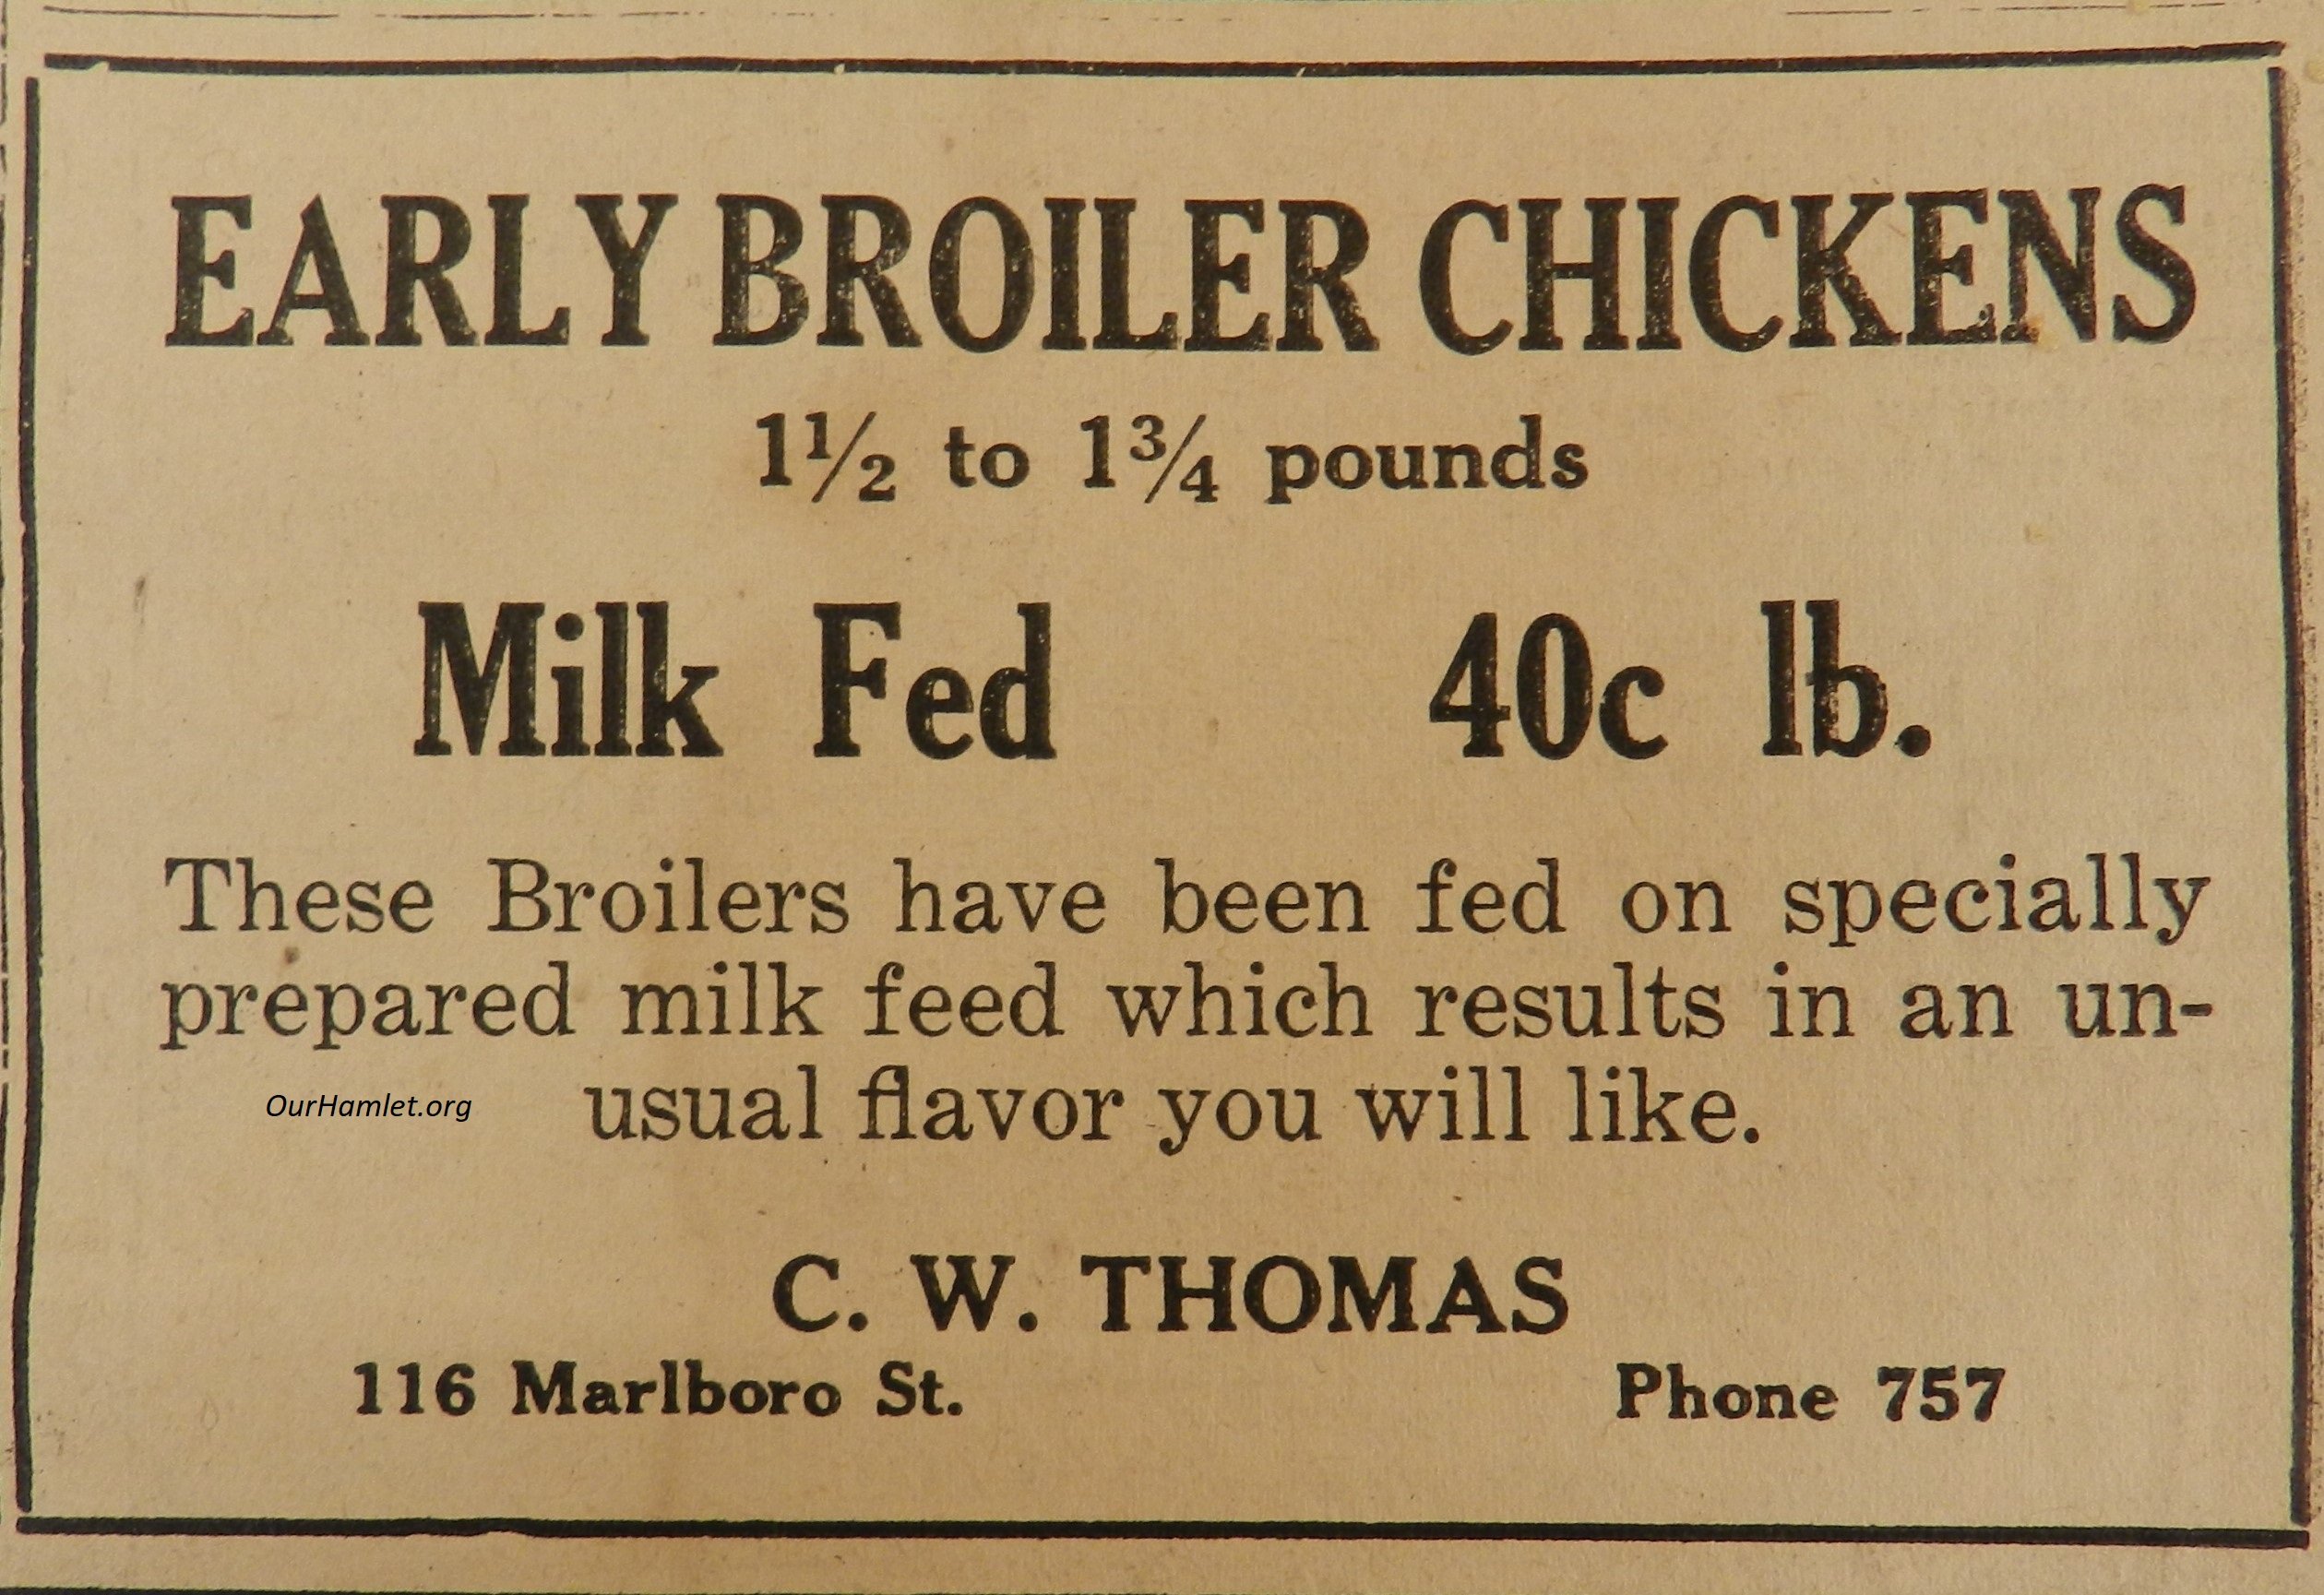 EARLY BROILER CHICKENS
1½ to 1¾ pounds
Milk Fed 40c lb.
These Broilers have been fed on specially
prepared milk feed which results in an un-
usual flavor you will like.
OurHamlet.org
C. W. THOMAS
116 Marlboro St. Phone 757